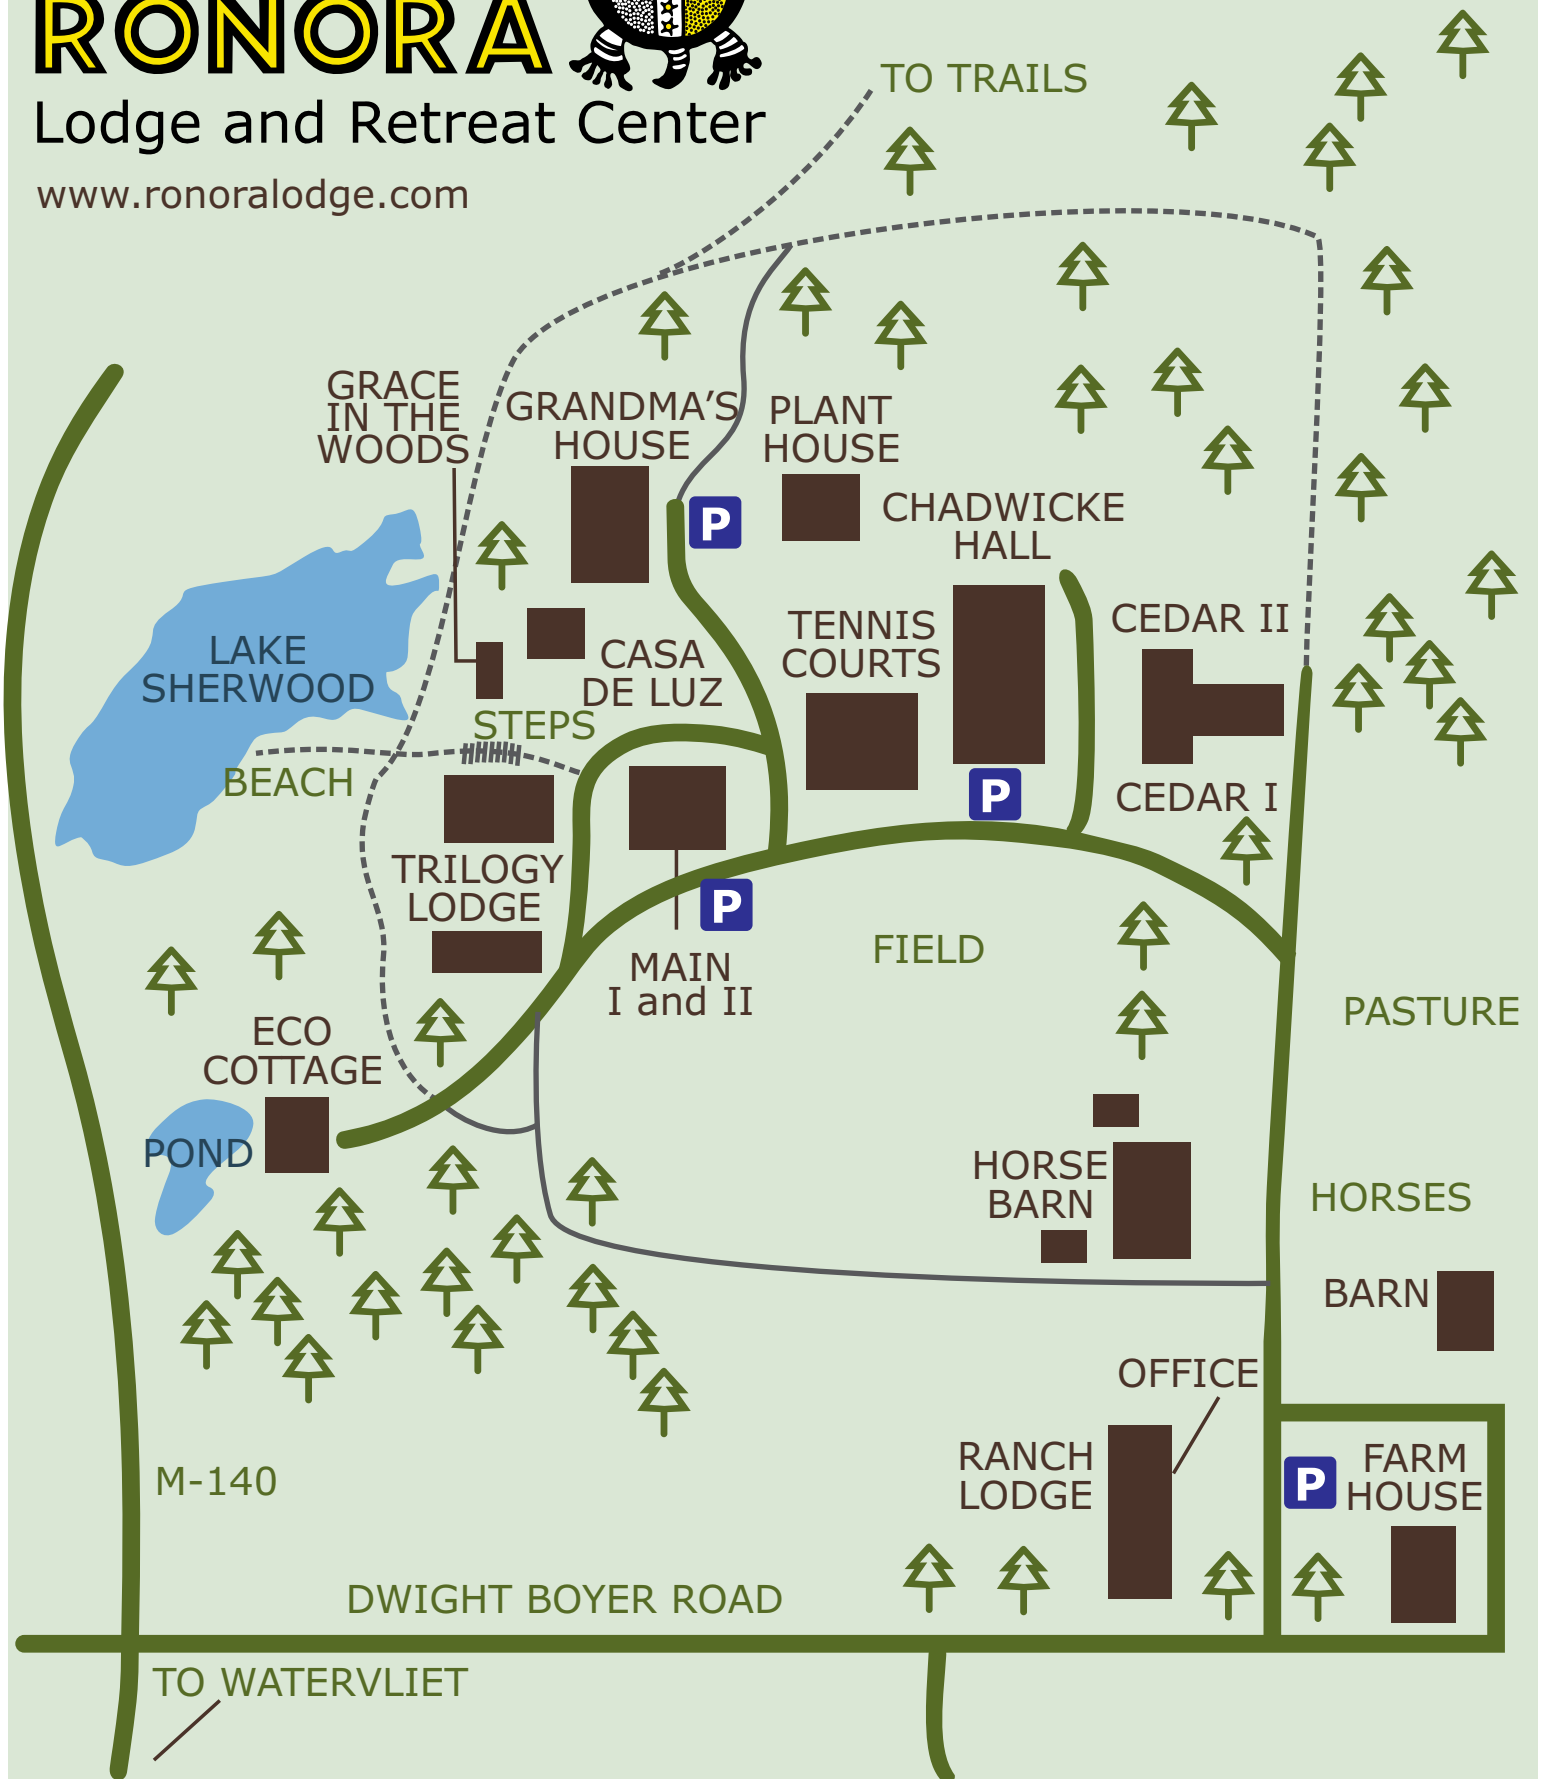 RONORA
Lodge and Retreat Center
www.ronoralodge.com
TO TRAILS
GRACE
IN THE
WOODS
GRANDMA'S
HOUSE
PLANT
HOUSE
P
CHADWICKE
HALL
LAKE
SHERWOOD
CASA
DE LUZ
TENNIS
COURTS
CEDAR II
STEPS
BEACH
P
CEDAR I
TRILOGY
LODGE
P
MAIN
I and II
FIELD
PASTURE
ECO
COTTAGE
POND
HORSE
BARN
HORSES
BARN
OFFICE
RANCH
LODGE
P
FARM
HOUSE
M-140
DWIGHT BOYER ROAD
TO WATERVLIET